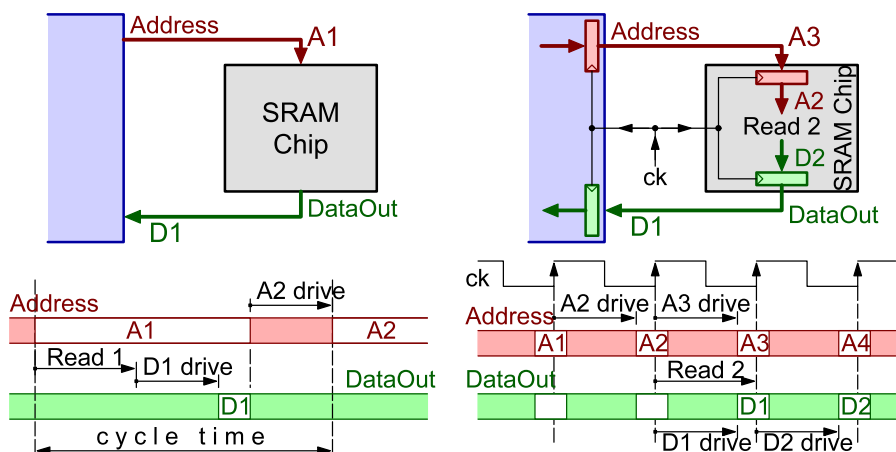 Address
A1
SRAM
Chip
DataOut
D1
Address
A3
A2
Read 2
D2
SRAM Chip
ck
DataOut
D1
A2 drive
Address
A1
A2
Read 1
D1 drive
DataOut
D1
cycle time
ck
A2 drive
A3 drive
Address
A1
A2
A3
A4
Read 2
DataOut
D1
D2
D1 drive
D2 drive